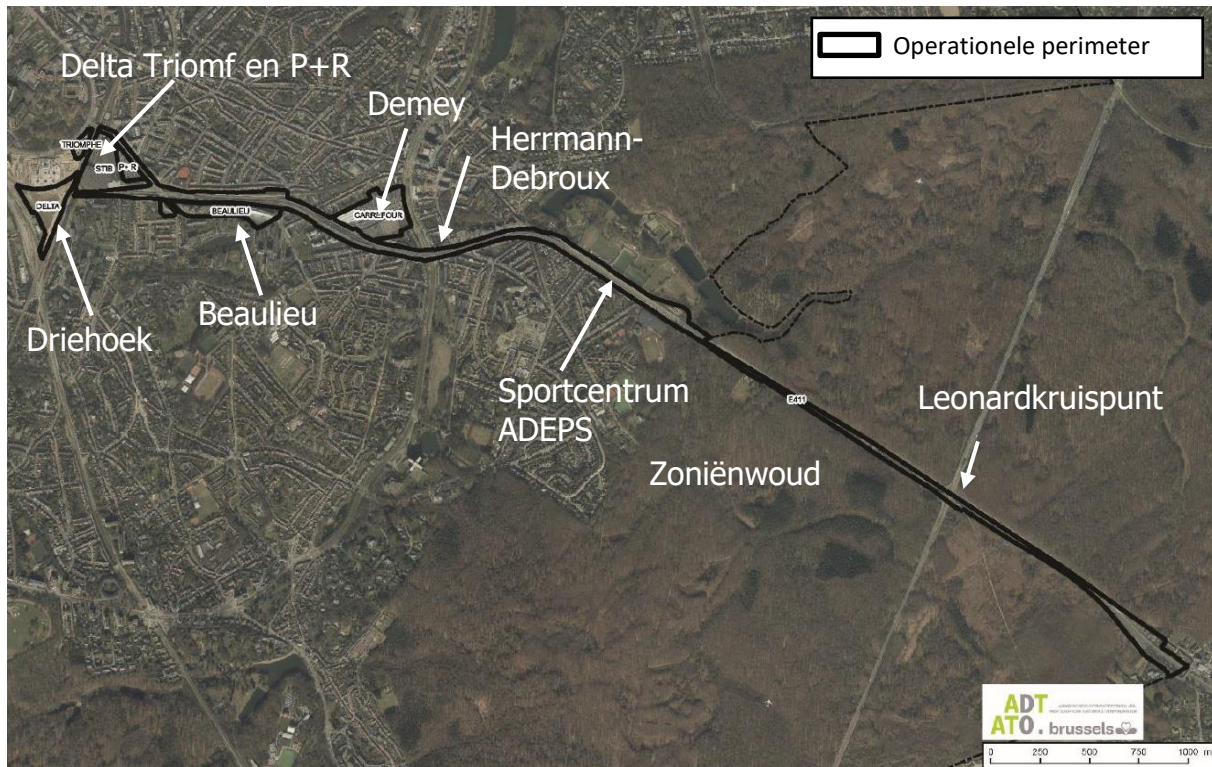 Operationele perimeter
Delta Triomf en P+R
Demey
Herrmann-
Debroux
TRIOMPHE
STIB
P+R
DELTA
BEAULIEU
CARREFOUR
Driehoek
Beaulieu
Sportcentrum
ADEPS
E411
Leonardkruispunt
Zoniënwoud
ADT
ATO.brussels
0 250 500 750 1000 m